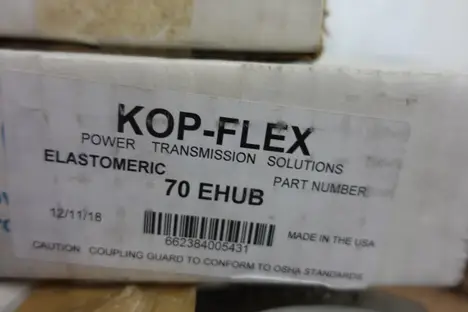 KOP-FLEX
POWER TRANSMISSION SOLUTIONS
ELASTOMERIC PART NUMBER
70 EHUB
12/11/18 MADE IN THE USA
662384005431
CAUTION COUPLING GUARD TO CONFORM TO OSHA STANDARDS